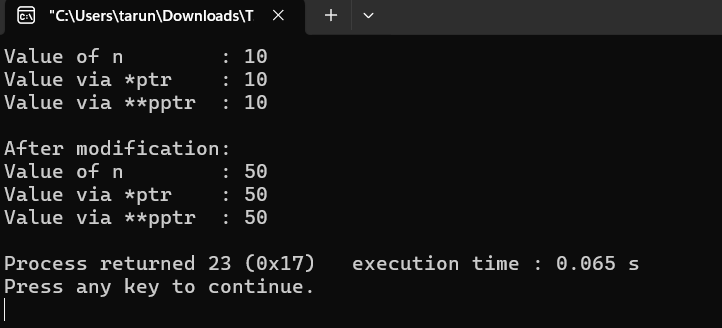 "C:\Users\tarun\Downloads\T
Value of n        : 10
Value via *ptr    : 10
Value via **pptr  : 10

After modification:
Value of n        : 50
Value via *ptr    : 50
Value via **pptr  : 50

Process returned 23 (0x17)   execution time : 0.065 s
Press any key to continue.